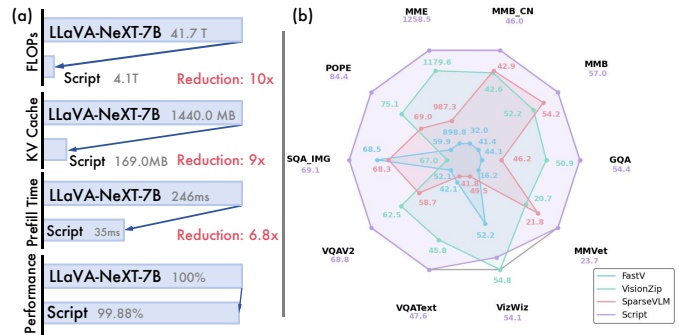 (a)
FLOPs
LLaVA-NeXT-7B 41.7 T
Script 4.1T
Reduction: 10x
KV Cache
LLaVA-NeXT-7B 1440.0 MB
Script 169.0MB
Reduction: 9x
Prefill Time
LLaVA-NeXT-7B 246ms
Script 35ms
Reduction: 6.8x
Performance
LLaVA-NeXT-7B 100%
Script 99.88%
(b)
MME
1258.5
MMB_CN
46.0
MMB
57.0
GQA
54.4
MMVet
23.7
VizWiz
54.1
VQAText
47.6
VQAV2
68.8
SQA_IMG
69.1
POPE
84.4
1179.6
42.9
42.6
75.1
987.3
52.2
54.2
69.0
898.8
32.0
59.9
41.4
68.5
44.1
67.0
46.2
50.9
68.3
52.1
16.2
42.1
41.8
49.5
58.7
20.7
62.5
21.8
52.2
45.8
54.8
FastV
VisionZip
SparseVLM
Script